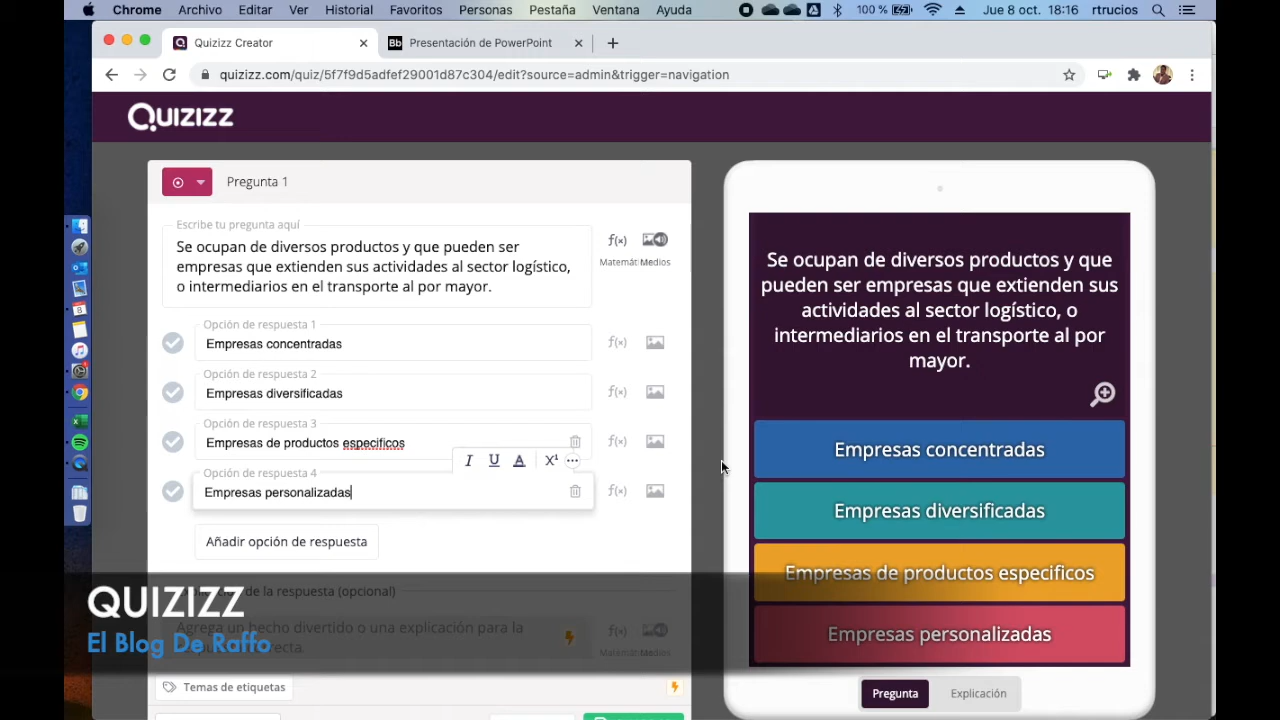 Chrome Archivo Editar Ver Historial Favoritos Personas Pestaña Ventana Ayuda 100 % Jue 8 oct. 18:16 rtrucios
Quizizz Creator Bb Presentación de PowerPoint
quizizz.com/quiz/5f7f9d5adfef29001d87c304/edit?source=admin&trigger=navigation
QUIZIZZ
Pregunta 1
Escribe tu pregunta aquí
Se ocupan de diversos productos y que pueden ser
empresas que extienden sus actividades al sector logístico,
o intermediarios en el transporte al por mayor.
f(x)
Medios
Opción de respuesta 1
Empresas concentradas
f(x)
Opción de respuesta 2
Empresas diversificadas
f(x)
Opción de respuesta 3
Empresas de productos especificos
f(x)
I U A X¹ ...
Opción de respuesta 4
Empresas personalizadas
f(x)
Añadir opción de respuesta
de la respuesta (opcional)
Agrega un hecho divertido o una explicación para la
f(x)
Medios
Temas de etiquetas
Se ocupan de diversos productos y que
pueden ser empresas que extienden sus
actividades al sector logístico, o
intermediarios en el transporte al por
mayor.
Empresas concentradas
Empresas diversificadas
Empresas de productos especificos
Empresas personalizadas
Pregunta Explicación
QUIZIZZ
El Blog De Raffo